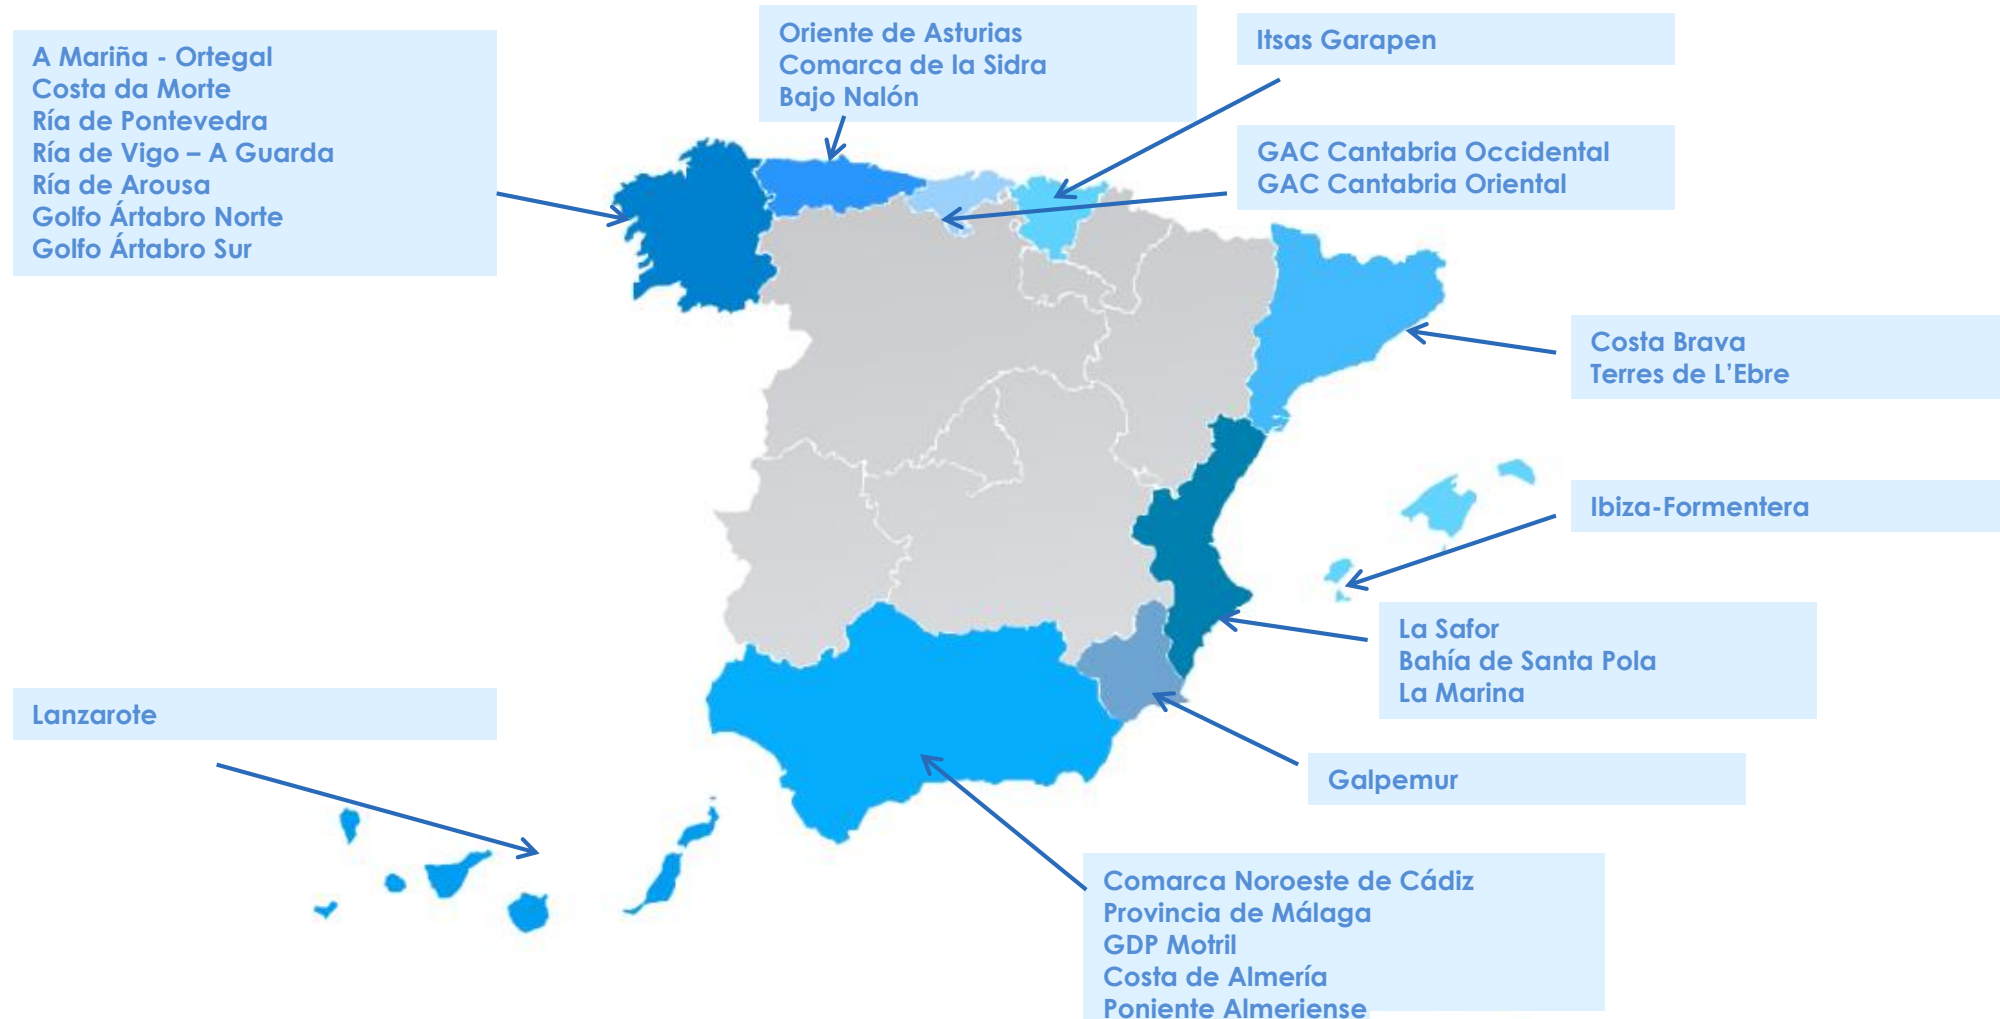 A Mariña - Ortegal
Costa da Morte
Ría de Pontevedra
Ría de Vigo – A Guarda
Ría de Arousa
Golfo Ártabro Norte
Golfo Ártabro Sur
Oriente de Asturias
Comarca de la Sidra
Bajo Nalón
Itsas Garapen
GAC Cantabria Occidental
GAC Cantabria Oriental
Costa Brava
Terres de L’Ebre
Ibiza-Formentera
La Safor
Bahía de Santa Pola
La Marina
Lanzarote
Galpemur
Comarca Noroeste de Cádiz
Provincia de Málaga
GDP Motril
Costa de Almería
Poniente Almeriense